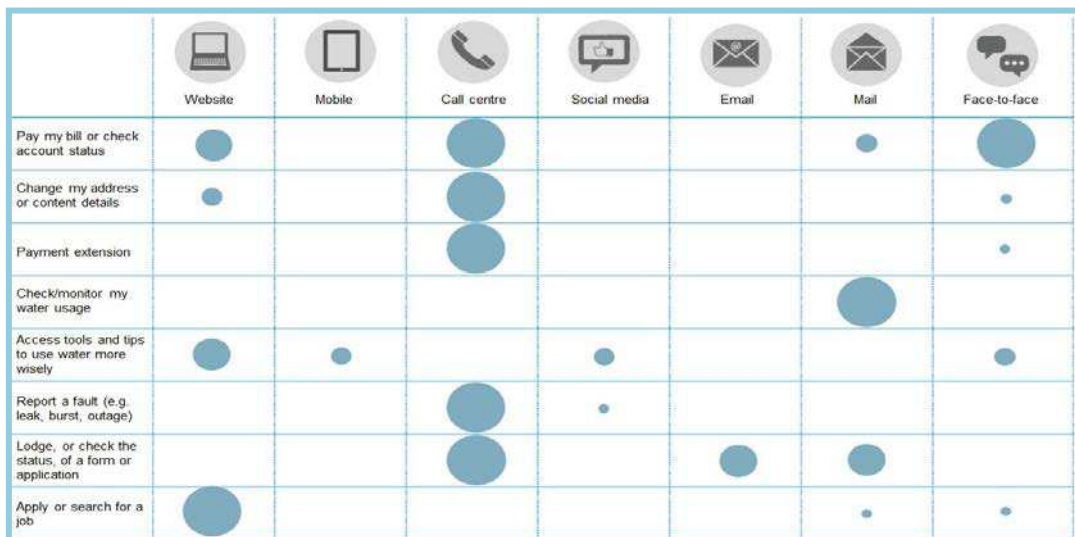 Website
Mobile
Call centre
Social media
Email
Mail
Face-to-face
Pay my bill or check
account status
Change my address
or content details
Payment extension
Check/monitor my
water usage
Access tools and tips
to use water more
wisely
Report a fault (e.g.
leak, burst, outage)
Lodge, or check the
status, of a form or
application
Apply or search for a
job